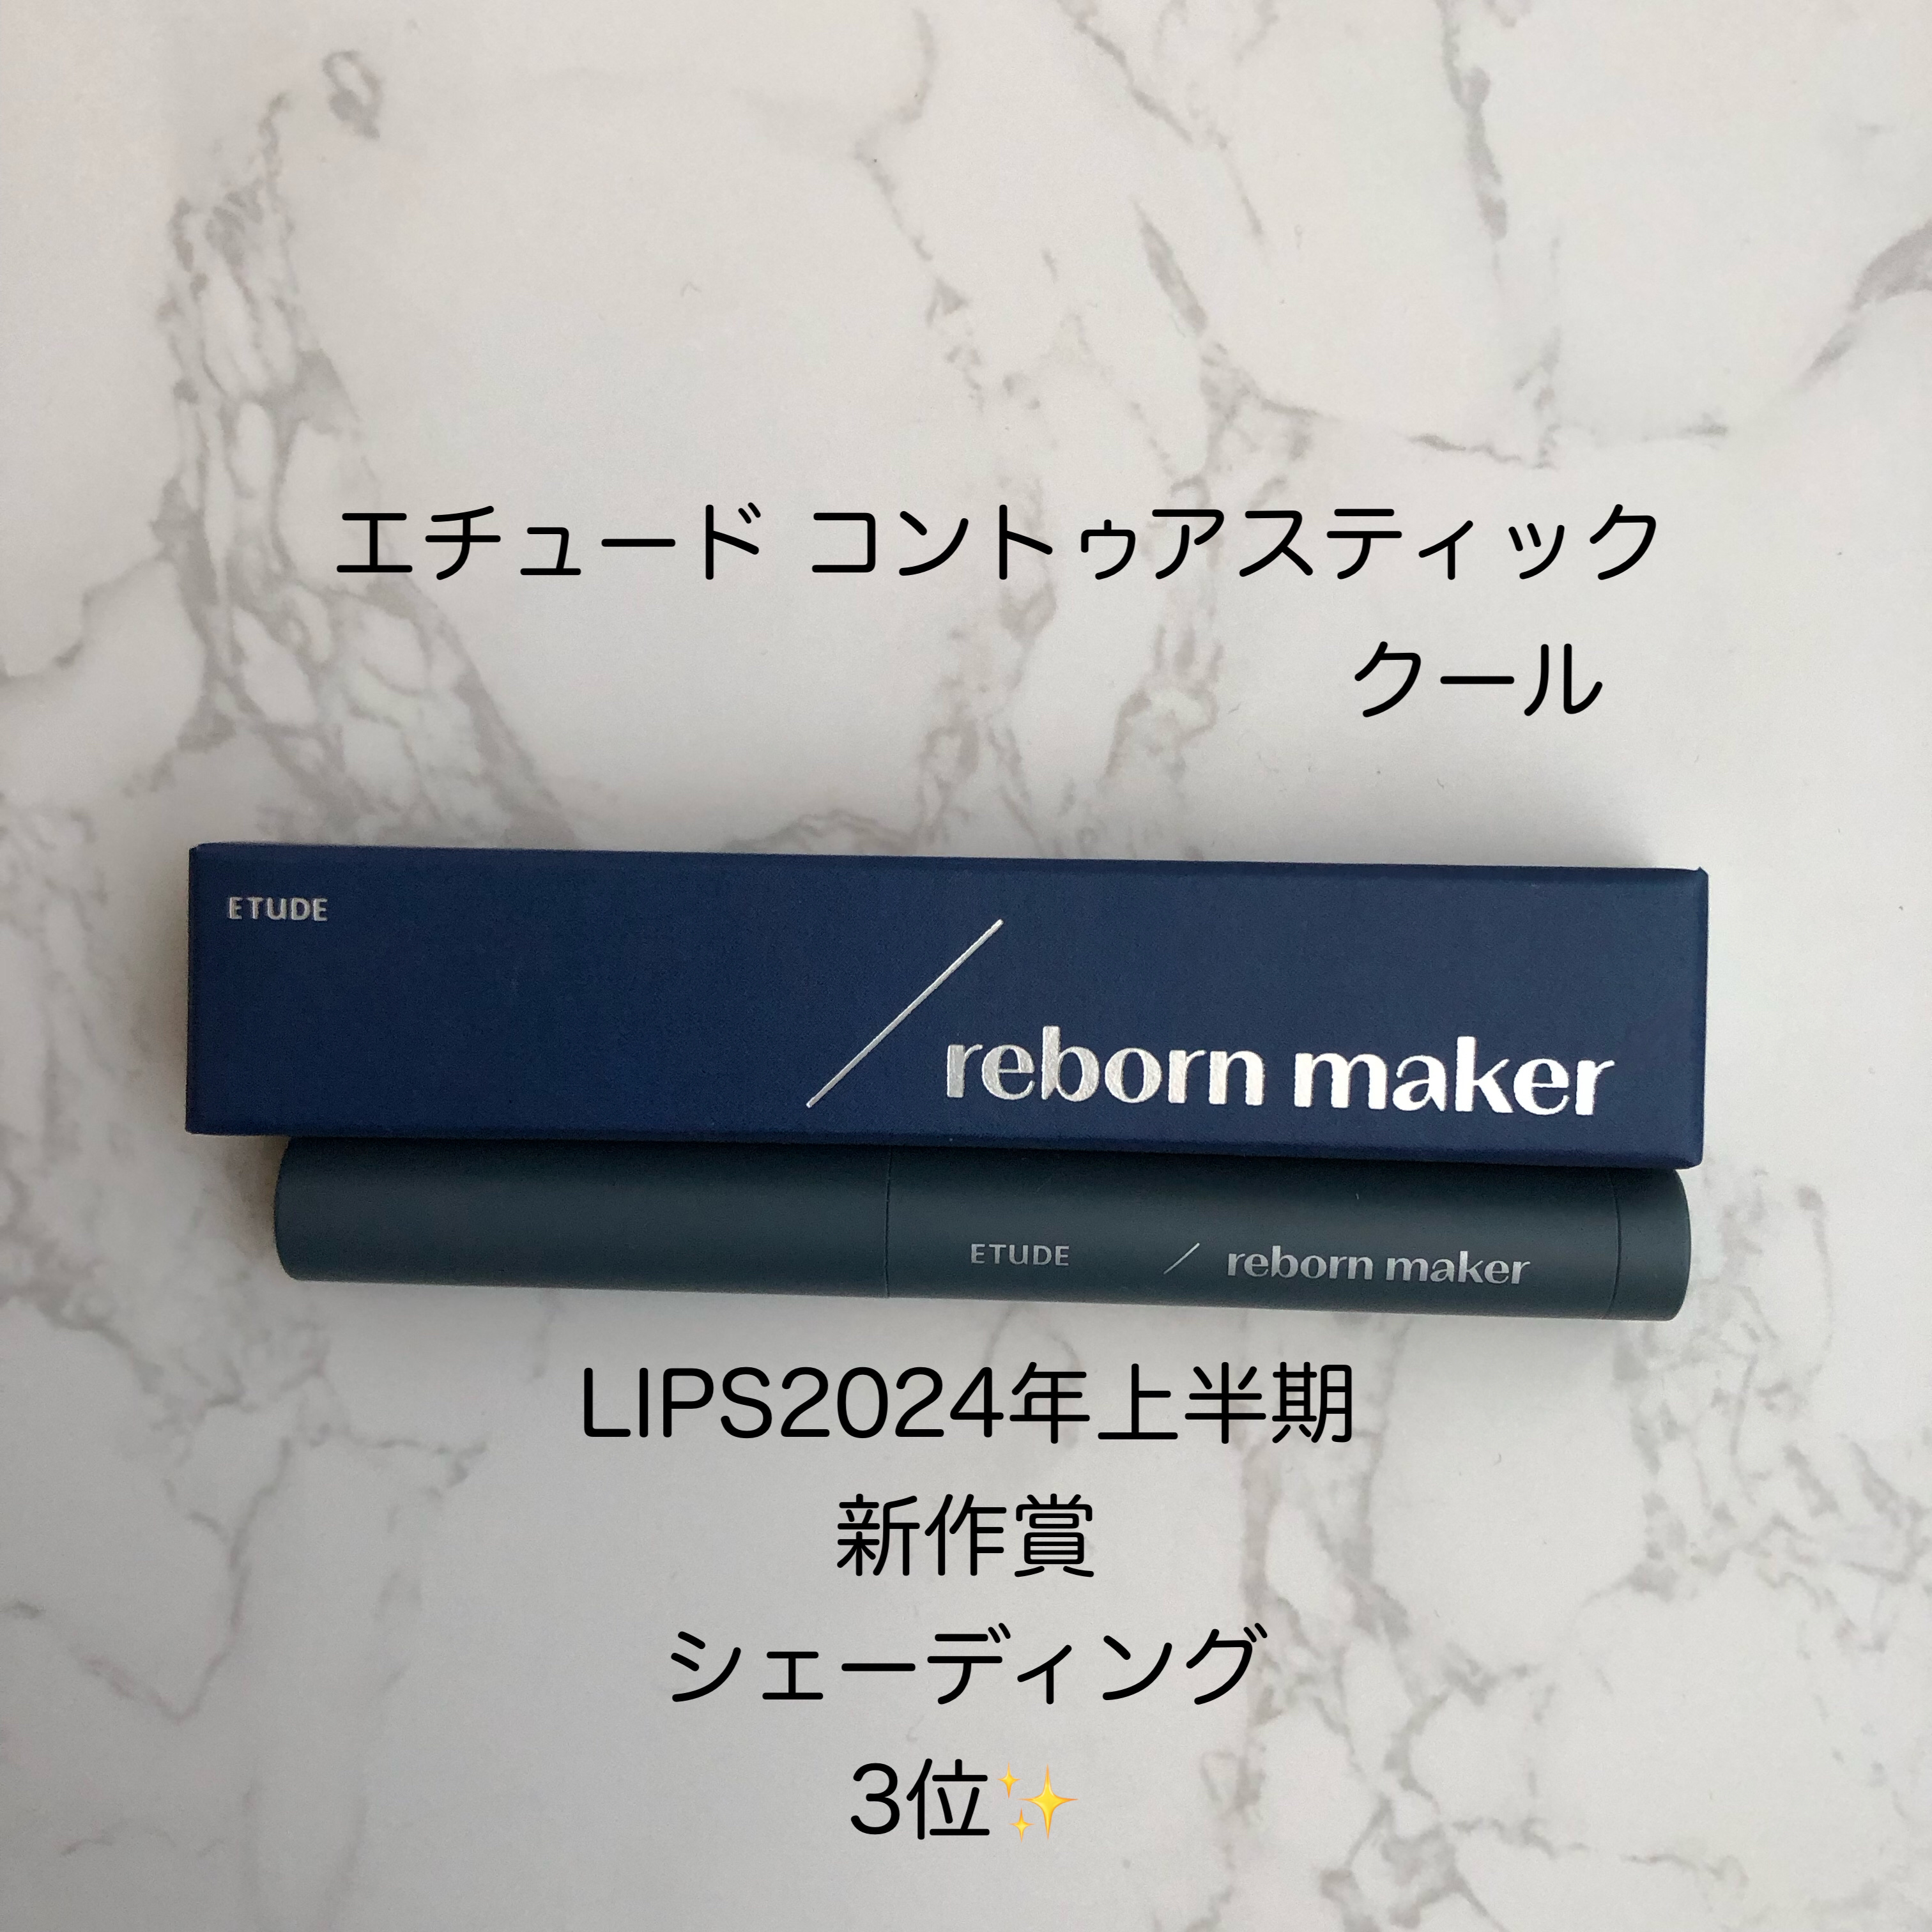 エチュード コントゥアスティック
クール
ETUDE
reborn maker
ETUDE / reborn maker
LIPS2024年上半期
新作賞
シェーディング
3位✨